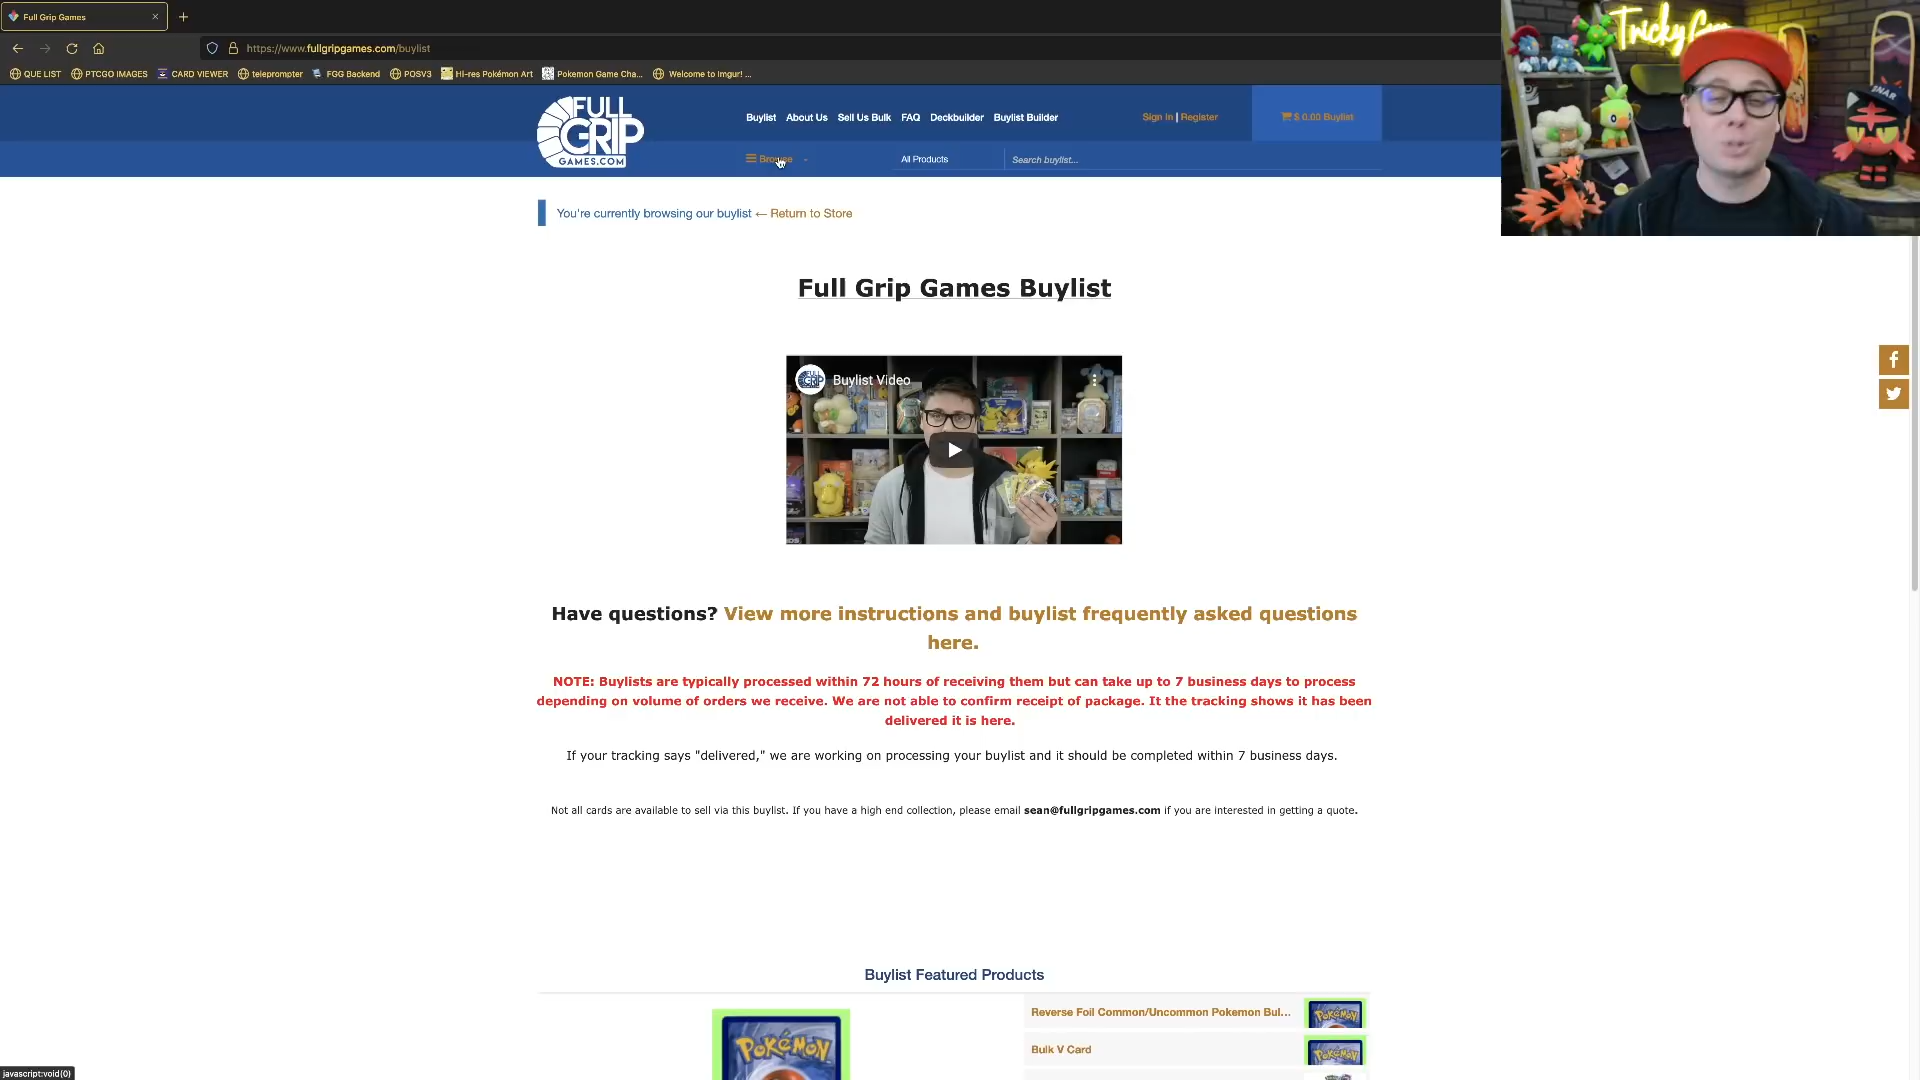 Full Grip Games
https://www.fullgripgames.com/buylist
QUE LIST PTCGO IMAGES CARD VIEWER teleprompter FGG Backend POSV3 Hi-res Pokémon Art Pokemon Game Cha... Welcome to Imgur! ...
FULL
GRIP
GAMES.COM
Buylist About Us Sell Us Bulk FAQ Deckbuilder Buylist Builder
Sign In | Register
$ 0.00 Buylist
Browse
All Products
Search buylist...
You're currently browsing our buylist ← Return to Store
Full Grip Games Buylist
FULL
GRIP
Buylist Video
Have questions? View more instructions and buylist frequently asked questions
here.
NOTE: Buylists are typically processed within 72 hours of receiving them but can take up to 7 business days to process
depending on volume of orders we receive. We are not able to confirm receipt of package. It the tracking shows it has been
delivered it is here.
If your tracking says "delivered," we are working on processing your buylist and it should be completed within 7 business days.
Not all cards are available to sell via this buylist. If you have a high end collection, please email sean@fullgripgames.com if you are interested in getting a quote.
Buylist Featured Products
Pokémon
Reverse Foil Common/Uncommon Pokemon Bul...
Pokémon
Bulk V Card
Pokémon
javascript:void(0)
TrickyGym
GNAR